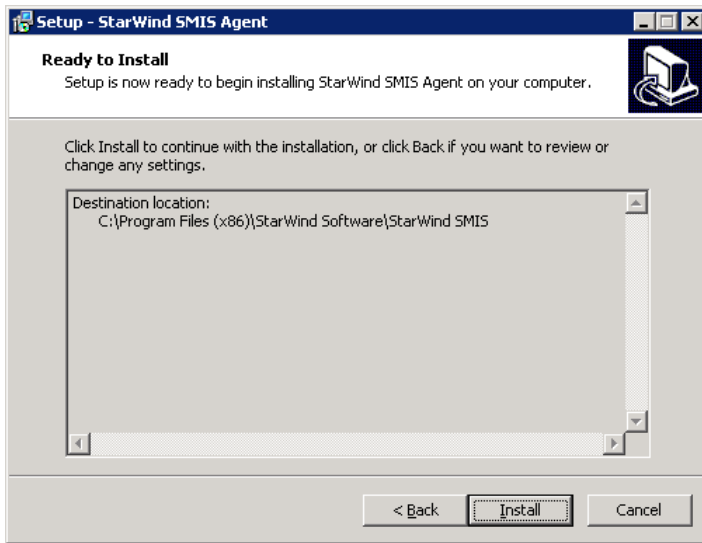 Setup - StarWind SMIS Agent
Ready to Install
Setup is now ready to begin installing StarWind SMIS Agent on your computer.
Click Install to continue with the installation, or click Back if you want to review or
change any settings.
Destination location:
C:\Program Files (x86)\StarWind Software\StarWind SMIS
< Back
Install
Cancel